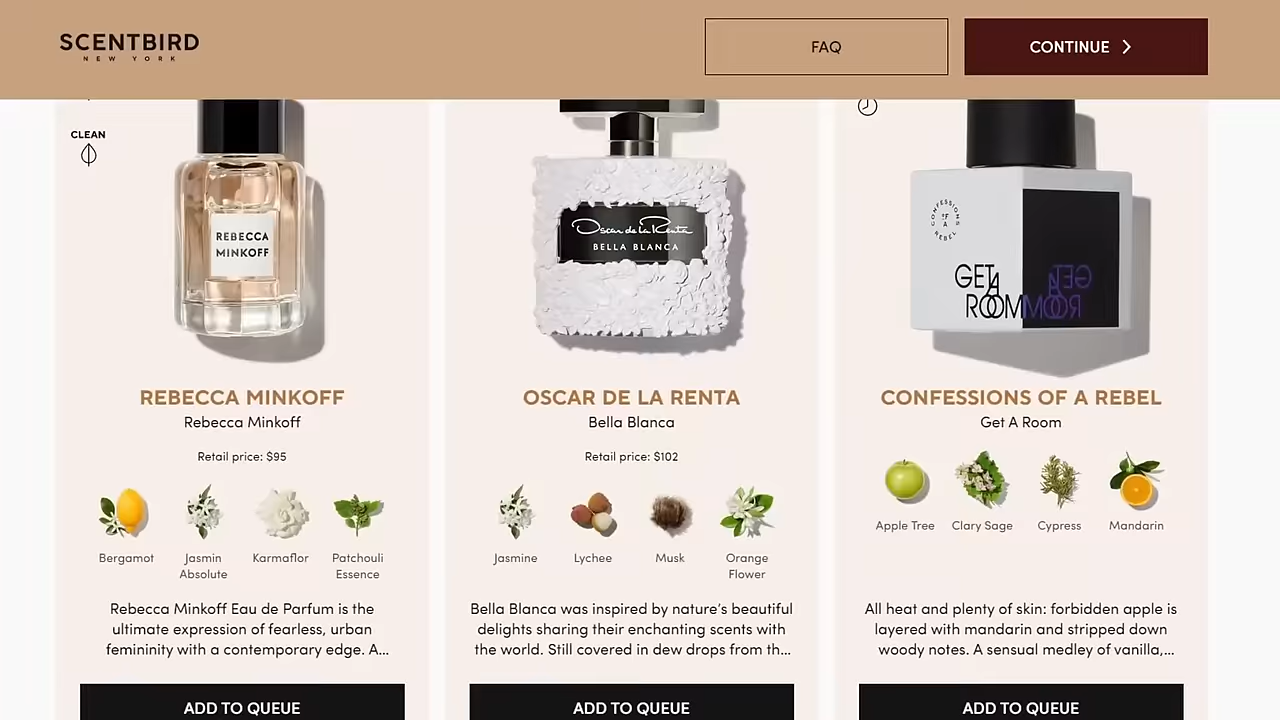 SCENTBIRD
NEW YORK
FAQ
CONTINUE
CLEAN
REBECCA
MINKOFF
Oscar de la Renta
BELLA BLANCA
CONFESSIONS OF A REBEL
GET A ROOM
GET A ROOM
REBECCA MINKOFF
Rebecca Minkoff
Retail price: $95
Bergamot
Jasmin Absolute
Karmaflor
Patchouli Essence
Rebecca Minkoff Eau de Parfum is the
ultimate expression of fearless, urban
femininity with a contemporary edge. A...
ADD TO QUEUE
OSCAR DE LA RENTA
Bella Blanca
Retail price: $102
Jasmine
Lychee
Musk
Orange Flower
Bella Blanca was inspired by nature's beautiful
delights sharing their enchanting scents with
the world. Still covered in dew drops from th...
ADD TO QUEUE
CONFESSIONS OF A REBEL
Get A Room
Apple Tree
Clary Sage
Cypress
Mandarin
All heat and plenty of skin: forbidden apple is
layered with mandarin and stripped down
woody notes. A sensual medley of vanilla,...
ADD TO QUEUE